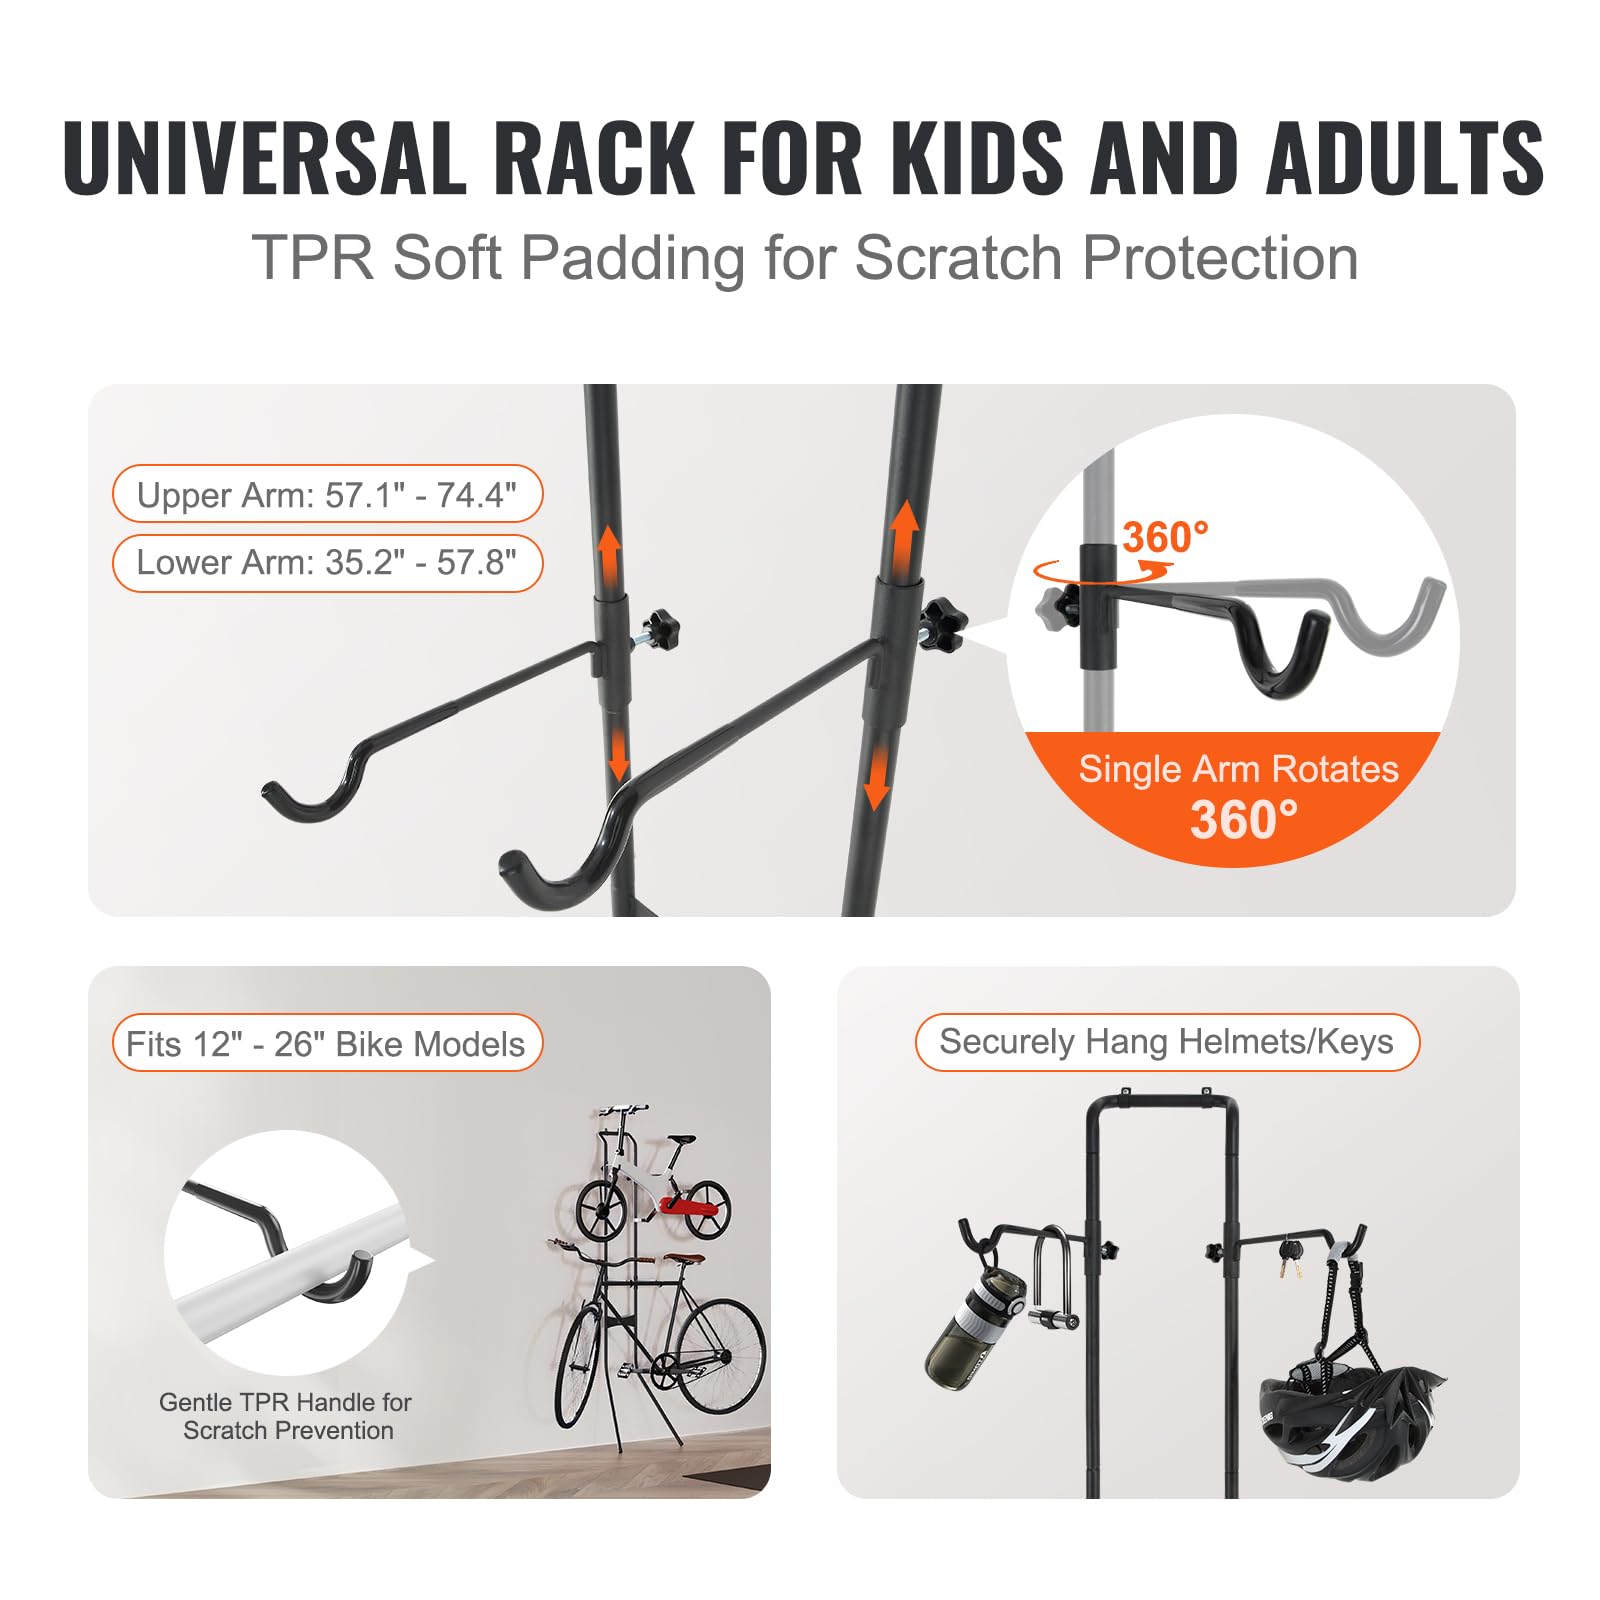 UNIVERSAL RACK FOR KIDS AND ADULTS
TPR Soft Padding for Scratch Protection
Upper Arm: 57.1" - 74.4"
Lower Arm: 35.2" - 57.8"
360°
Single Arm Rotates
360°
Fits 12" - 26" Bike Models
Gentle TPR Handle for
Scratch Prevention
Securely Hang Helmets/Keys